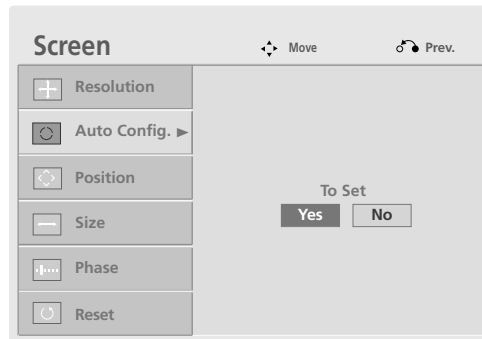 Screen
Move
Prev.
Resolution
Auto Config.
Position
To Set
Yes No
Size
Phase
Reset